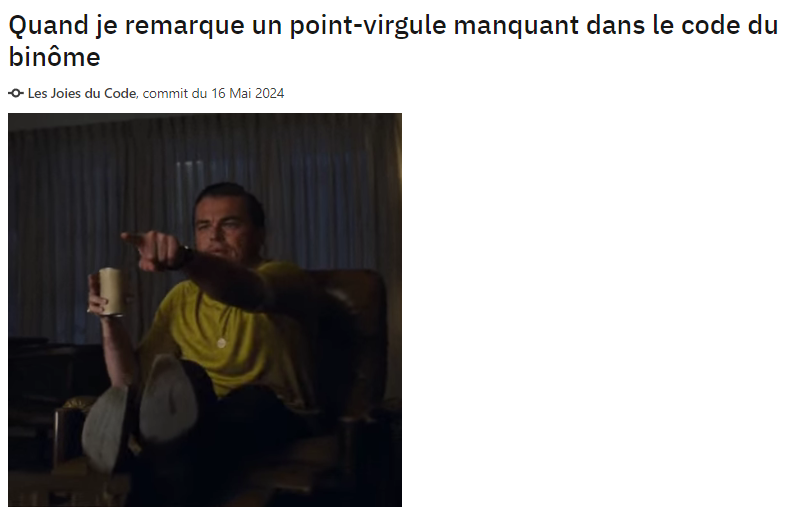 Quand je remarque un point-virgule manquant dans le code du
binôme
Les Joies du Code, commit du 16 Mai 2024